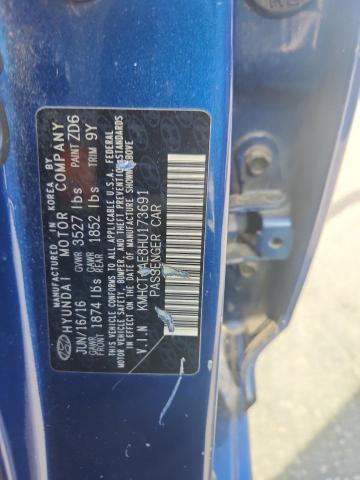 MANUFACTURED IN KOREA BY
HYUNDAI MOTOR COMPANY
JUN/16/16 GVWR 3527 lbs PAINT ZD6
GAWR FRONT 1874 lbs GAWR REAR 1852 lbs TRIM 9Y
THIS VEHICLE CONFORMS TO ALL APPLICABLE U.S.A. FEDERAL
MOTOR VEHICLE SAFETY, BUMPER, AND THEFT PREVENTION STANDARDS
IN EFFECT ON THE DATE OF MANUFACTURE SHOWN ABOVE
V.I.N
PASSENGER CAR